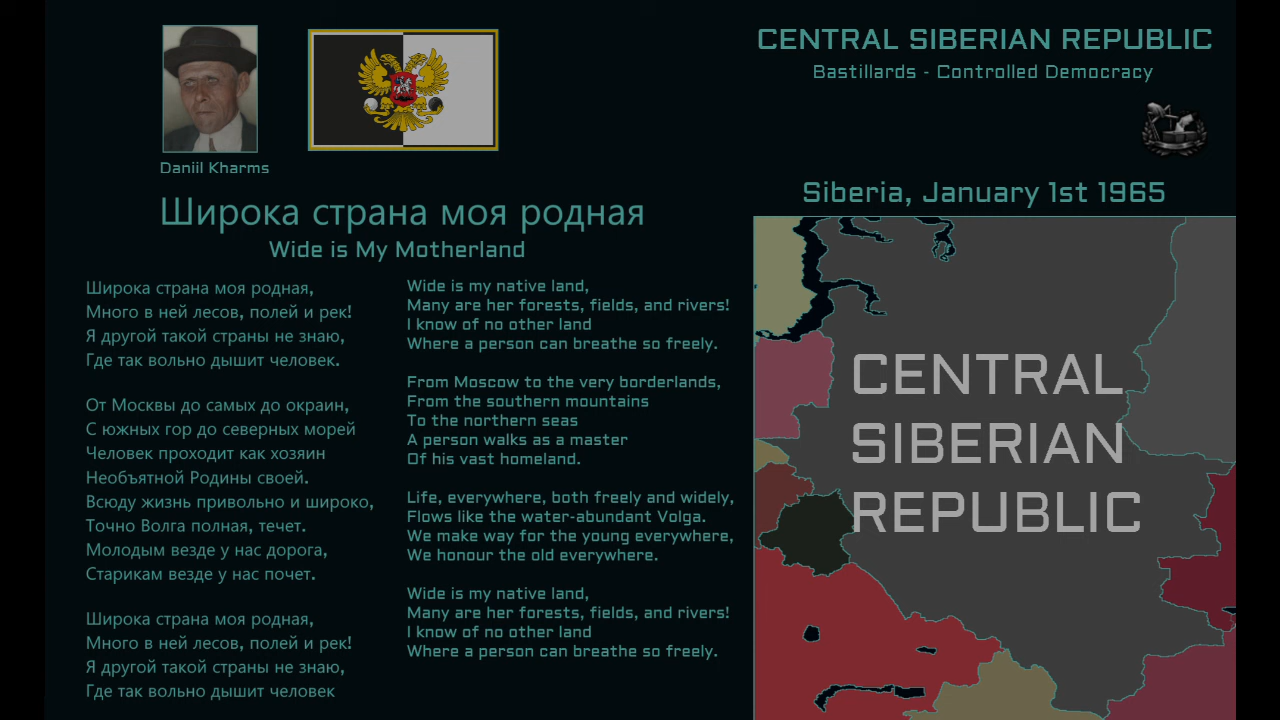 CENTRAL SIBERIAN REPUBLIC
Bastillards - Controlled Democracy
Daniil Kharms
Широка страна моя родная
Wide is My Motherland
Широка страна моя родная,
Много в ней лесов, полей и рек!
Я другой такой страны не знаю,
Где так вольно дышит человек.
От Москвы до самых до окраин,
С южных гор до северных морей
Человек проходит как хозяин
Необъятной Родины своей.
Всюду жизнь привольно и широко,
Точно Волга полная, течет.
Молодым везде у нас дорога,
Старикам везде у нас почет.
Широка страна моя родная,
Много в ней лесов, полей и рек!
Я другой такой страны не знаю,
Где так вольно дышит человек
Wide is my native land,
Many are her forests, fields, and rivers!
I know of no other land
Where a person can breathe so freely.
From Moscow to the very borderlands,
From the southern mountains
To the northern seas
A person walks as a master
Of his vast homeland.
Life, everywhere, both freely and widely,
Flows like the water-abundant Volga.
We make way for the young everywhere,
We honour the old everywhere.
Wide is my native land,
Many are her forests, fields, and rivers!
I know of no other land
Where a person can breathe so freely.
Siberia, January 1st 1965
CENTRAL
SIBERIAN
REPUBLIC